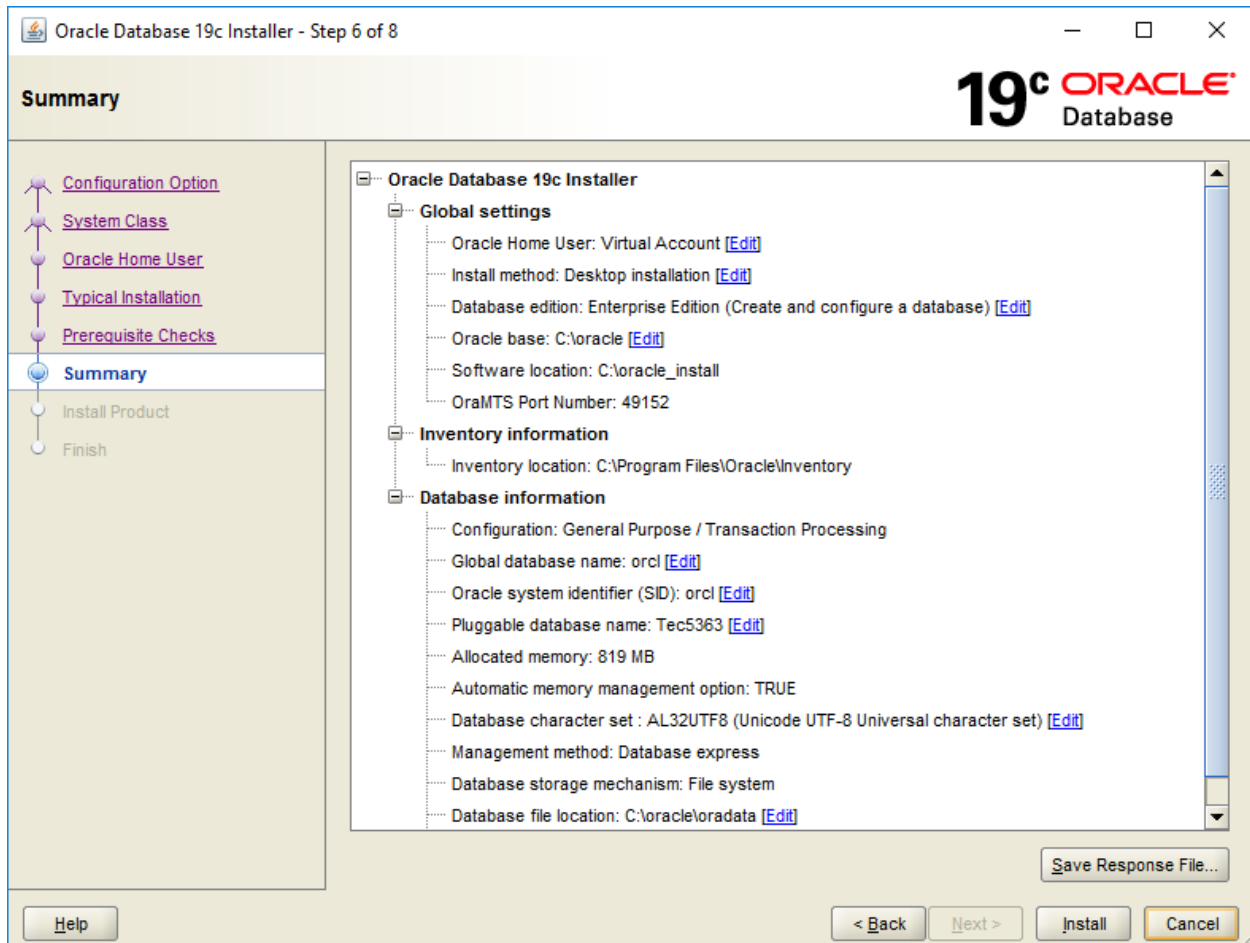 Oracle Database 19c Installer - Step 6 of 8
Summary
19c ORACLE
Database
Configuration Option
System Class
Oracle Home User
Typical Installation
Prerequisite Checks
Summary
Install Product
Finish
Oracle Database 19c Installer
Global settings
Oracle Home User: Virtual Account [Edit]
Install method: Desktop installation [Edit]
Database edition: Enterprise Edition (Create and configure a database) [Edit]
Oracle base: C:\oracle [Edit]
Software location: C:\oracle_install
OraMTS Port Number: 49152
Inventory information
Inventory location: C:\Program Files\Oracle\Inventory
Database information
Configuration: General Purpose / Transaction Processing
Global database name: orcl [Edit]
Oracle system identifier (SID): orcl [Edit]
Pluggable database name: Tec5363 [Edit]
Allocated memory: 819 MB
Automatic memory management option: TRUE
Database character set : AL32UTF8 (Unicode UTF-8 Universal character set) [Edit]
Management method: Database express
Database storage mechanism: File system
Database file location: C:\oracle\oradata [Edit]
Save Response File...
Help
< Back
Next >
Install
Cancel